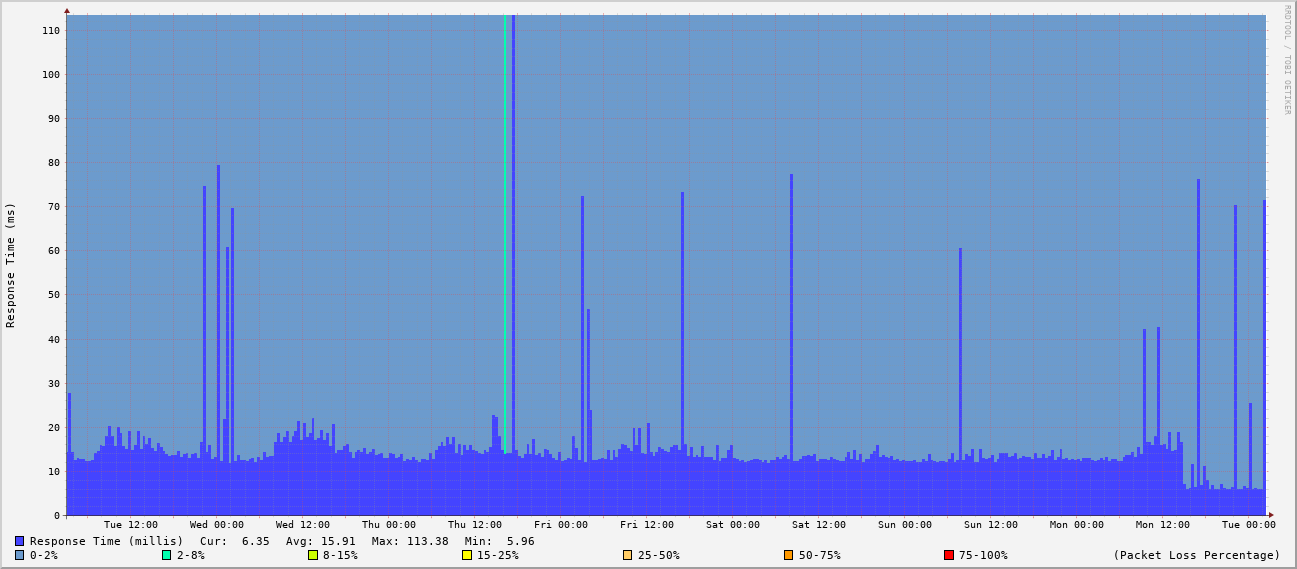 RRDTOOL / TOBI OETIKER
Response Time (ms)
110
100
90
80
70
60
50
40
30
20
10
0
Tue 12:00 Wed 00:00 Wed 12:00 Thu 00:00 Thu 12:00 Fri 00:00 Fri 12:00 Sat 00:00 Sat 12:00 Sun 00:00 Sun 12:00 Mon 00:00 Mon 12:00 Tue 00:00
Response Time (millis) Cur: 6.35 Avg: 15.91 Max: 113.38 Min: 5.96
0-2% 2-8% 8-15% 15-25% 25-50% 50-75% 75-100% (Packet Loss Percentage)